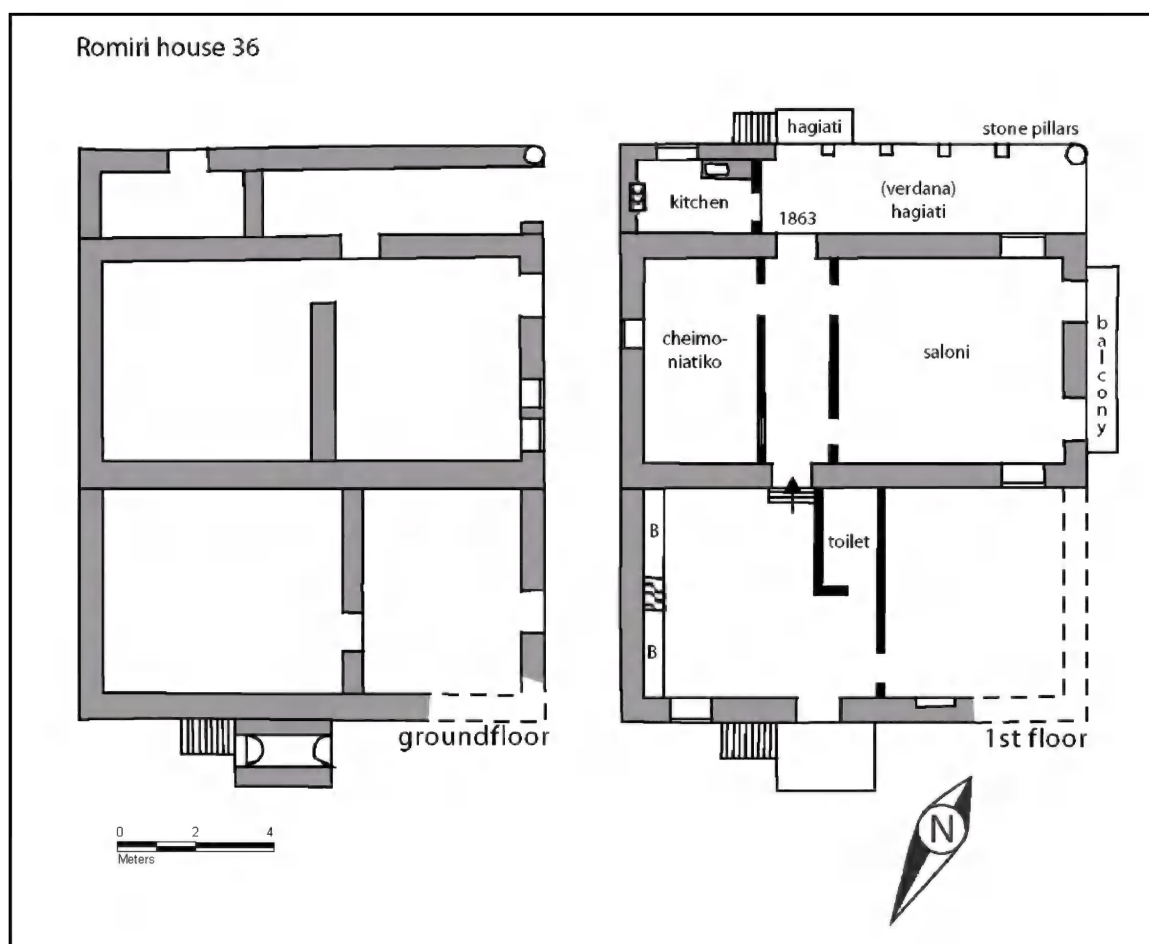 Romiri house 36
hagiati
stone pillars
kitchen
(verdana)
hagiati
1863
cheimo-
niatiko
saloni
balcony
B
toilet
B
groundfloor
1st floor
0 2 4
Meters
N